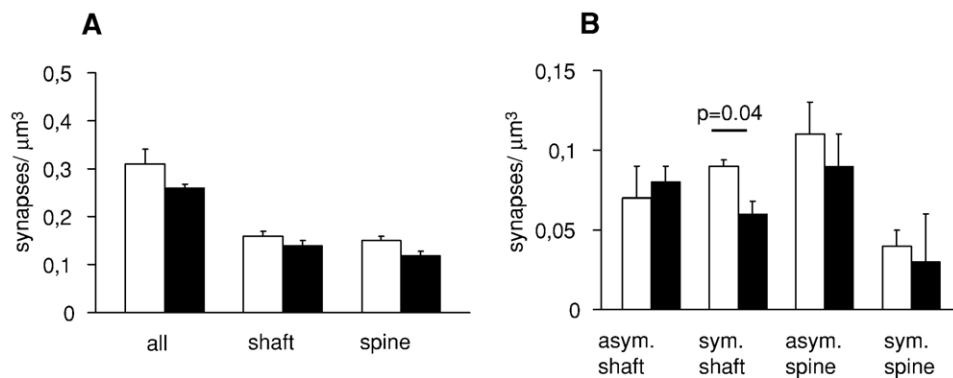 A
synapses/ μm³
0,5
0,4
0,3
0,2
0,1
0
all shaft spine
B
synapses/ μm³
0,15
0,1
0,05
0
p=0.04
asym. sym. asym. sym.
shaft shaft spine spine